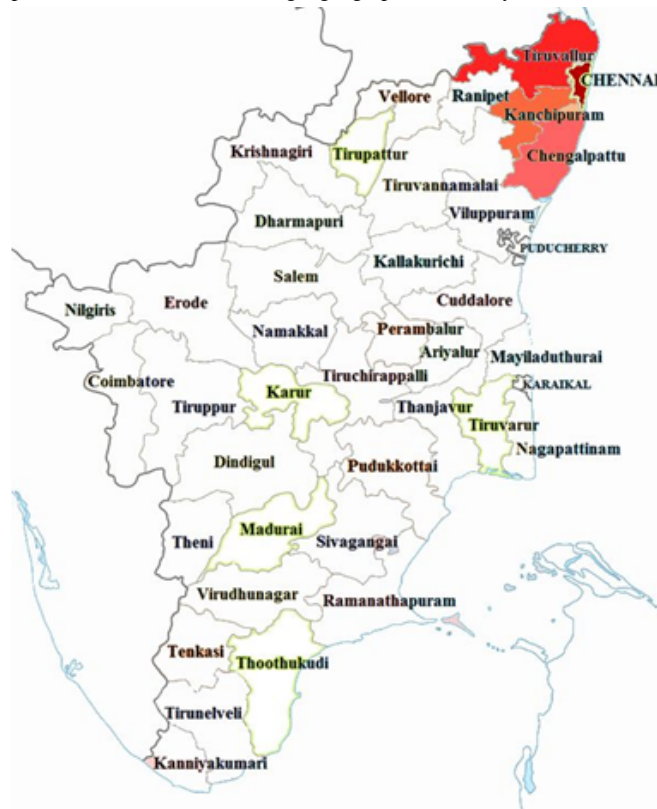 Tiruvallur
CHENNAI
Vellore
Ranipet
Kanchipuram
Krishnagiri
Tirupattur
Chengalpattu
Tiruvannamalai
Viluppuram
Dharmapuri
PUDUCHERRY
Salem
Kallakurichi
Nilgiris
Erode
Cuddalore
Namakkal
Perambalur
Ariyalur
Mayiladuthurai
Coimbatore
Tiruchirappalli
KARAIKAL
Karur
Tiruppur
Thanjavur
Tiruvarur
Nagapattinam
Dindigul
Pudukkottai
Madurai
Theni
Sivagangai
Virudhunagar
Ramanathapuram
Tenkasi
Thoothukudi
Tirunelveli
Kanniyakumari